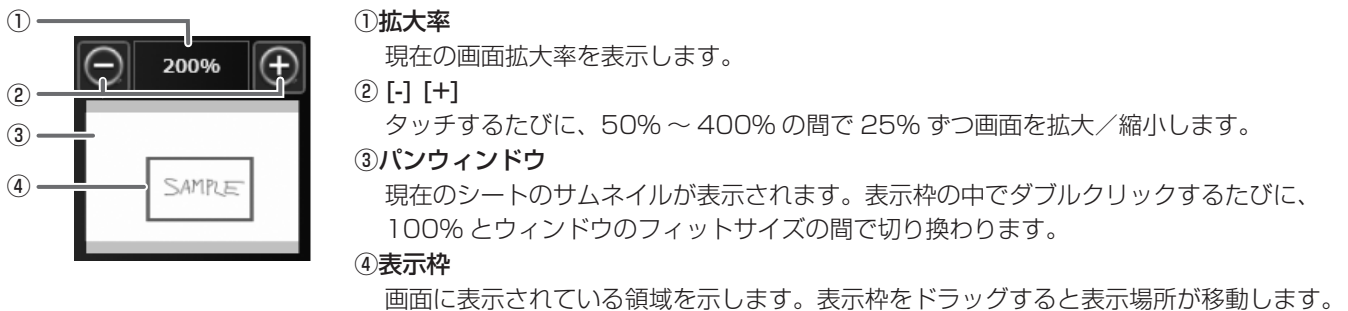 ①
200%
②
③
④
SAMPLE
①拡大率
現在の画面拡大率を表示します。
② [-] [+]
タッチするたびに、50% ~ 400% の間で 25% ずつ画面を拡大／縮小します。
③パンウィンドウ
現在のシートのサムネイルが表示されます。表示枠の中でダブルクリックするたびに、
100% とウィンドウのフィットサイズの間で切り換わります。
④表示枠
画面に表示されている領域を示します。表示枠をドラッグすると表示場所が移動します。